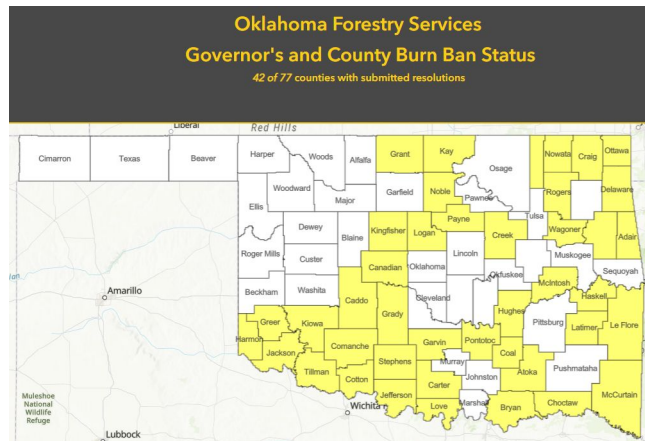 Oklahoma Forestry Services
Governor's and County Burn Ban Status
42 of 77 counties with submitted resolutions
Liberal
Red Hills
Cimarron
Texas
Beaver
Harper
Woods
Alfalfa
Grant
Kay
Osage
Nowata
Craig
Ottawa
Woodward
Ellis
Major
Garfield
Noble
Pawnee
Rogers
Delaware
Dewey
Blaine
Kingfisher
Logan
Payne
Creek
Tulsa
Wagoner
Adair
Roger Mills
Custer
Canadian
Oklahoma
Lincoln
Okfuskee
Muskogee
Sequoyah
McIntosh
Beckham
Washita
Caddo
Grady
Cleveland
Hughes
Pittsburg
Haskell
Latimer
Le Flore
Greer
Kiowa
Harmon
Jackson
Comanche
Garvin
Pontotoc
Coal
Tillman
Cotton
Stephens
Murray
Johnston
Atoka
Pushmataha
Jefferson
Carter
Love
Marshall
Bryan
Choctaw
McCurtain
Amarillo
Muleshoe
National
Wildlife
Refuge
Wichita
Lubbock